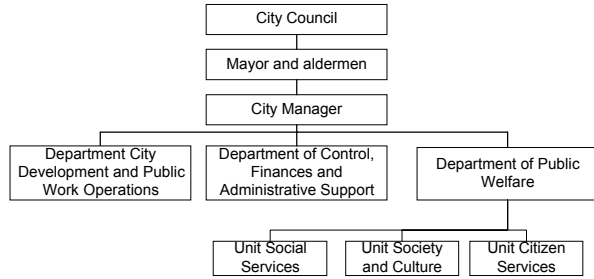 City Council
Mayor and aldermen
City Manager
Department City
Development and Public
Work Operations
Department of Control,
Finances and
Administrative Support
Department of Public
Welfare
Unit Social
Services
Unit Society
and Culture
Unit Citizen
Services